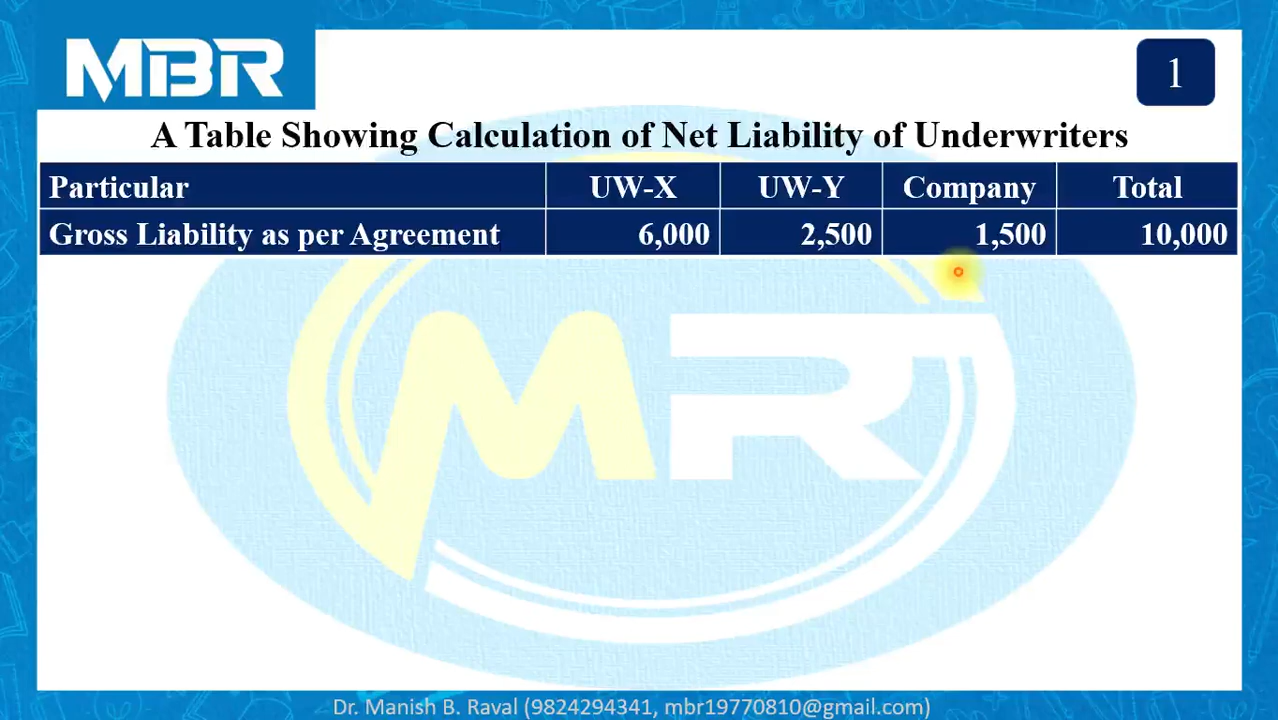 MBR
1
A Table Showing Calculation of Net Liability of Underwriters
Particular UW-X UW-Y Company Total
Gross Liability as per Agreement 6,000 2,500 1,500 10,000
MR
Dr. Manish B. Raval (9824294341, mbr19770810@gmail.com)